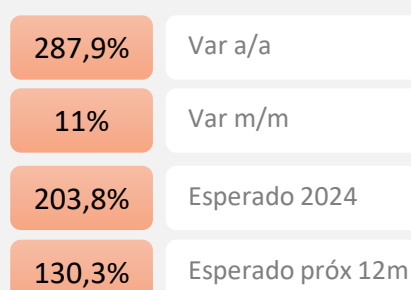 287,9% Var a/a
11% Var m/m
203,8% Esperado 2024
130,3% Esperado próx 12m